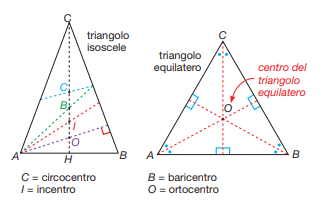 C
triangolo
isoscele
C
B
I
O
A
H
B
C = circocentro
I = incentro
C
triangolo
equilatero
centro del
triangolo
equilatero
O
A
B
B = baricentro
O = ortocentro